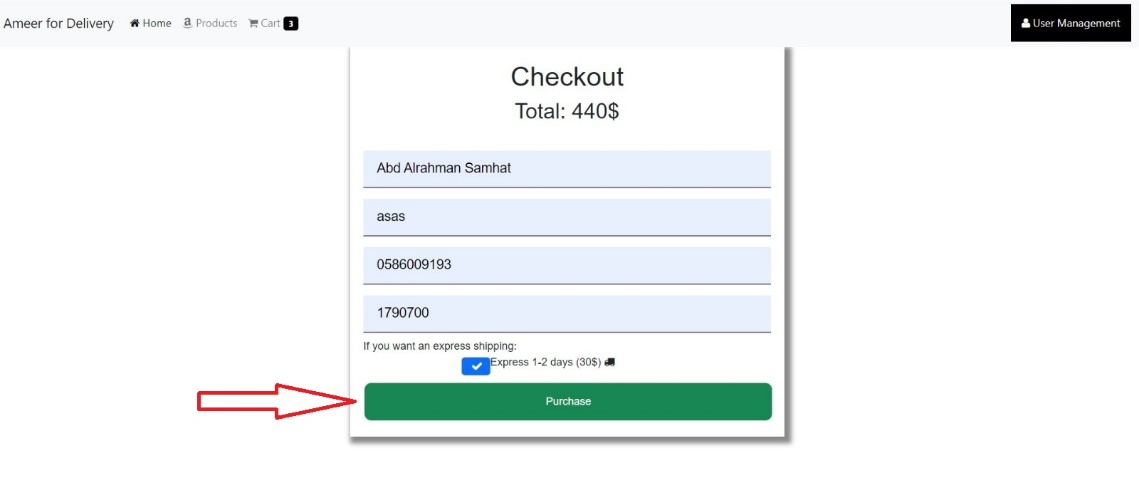 Ameer for Delivery Home Products Cart 3 User Management
Checkout
Total: 440$
Abd Alrahman Samhat
asas
0586009193
1790700
If you want an express shipping:
Express 1-2 days (30$)
Purchase